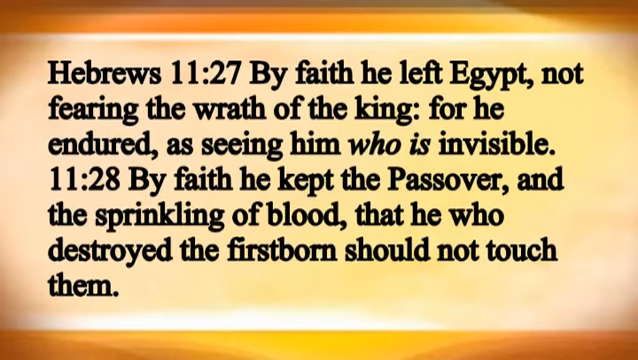 Hebrews 11:27 By faith he left Egypt, not
fearing the wrath of the king: for he
endured, as seeing him who is invisible.
11:28 By faith he kept the Passover, and
the sprinkling of blood, that he who
destroyed the firstborn should not touch
them.